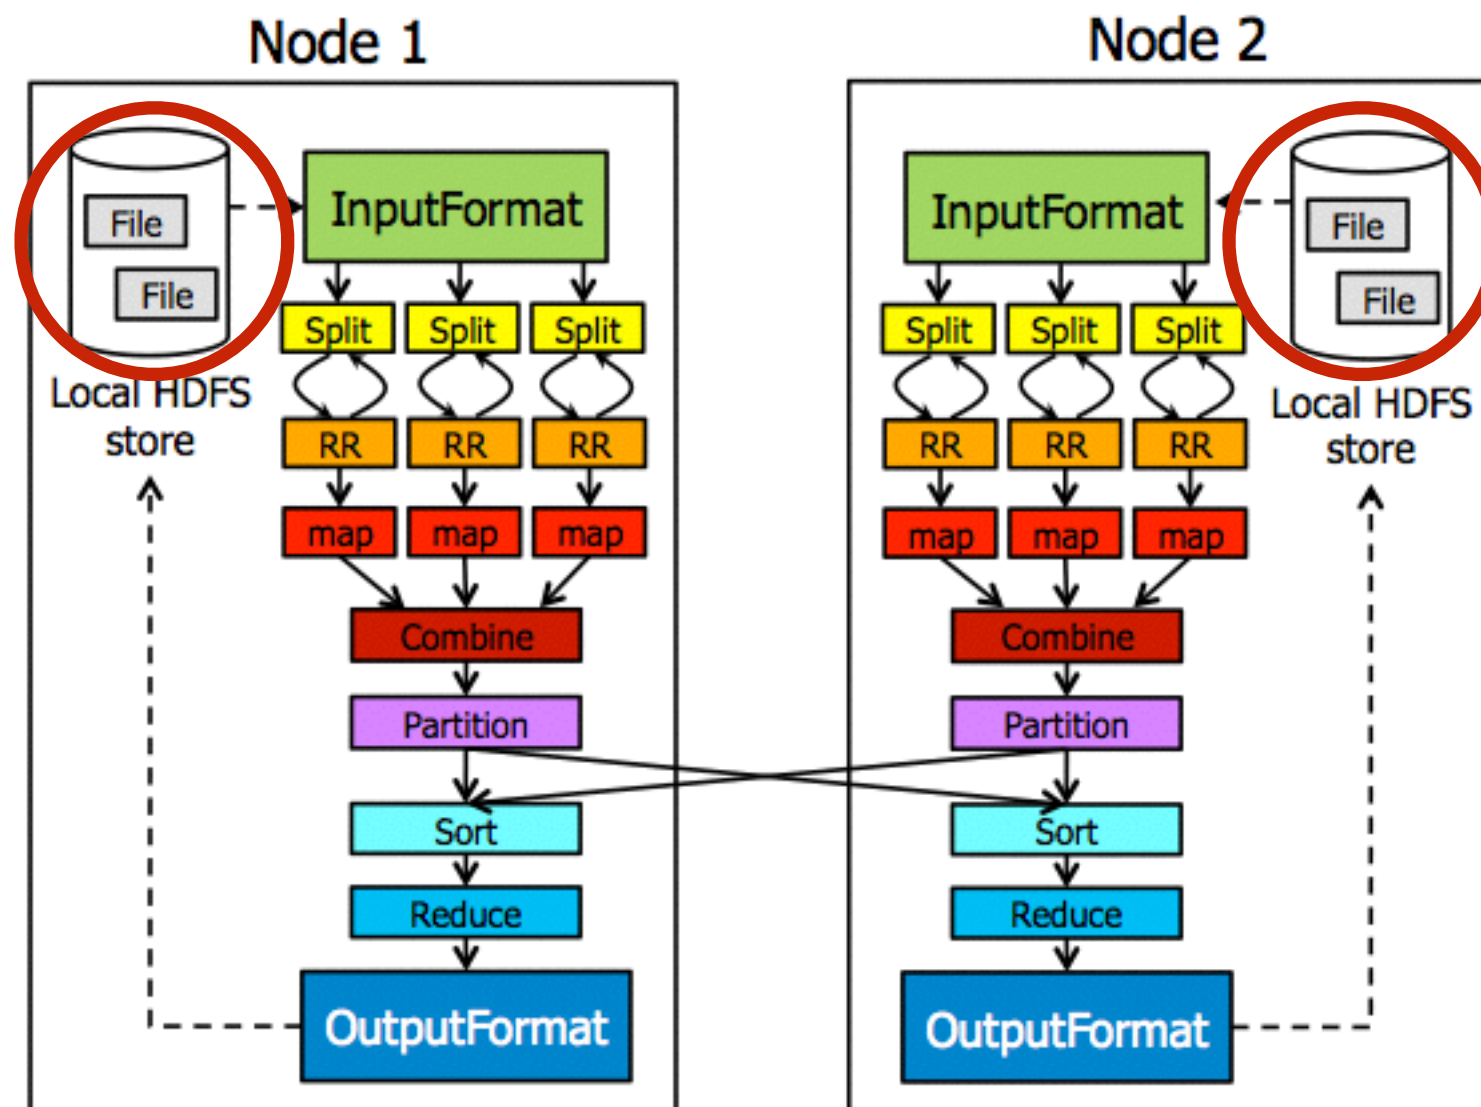 Node 1
File
File
Local HDFS
store
InputFormat
Split Split Split
RR RR RR
map map map
Combine
Partition
Sort
Reduce
OutputFormat
Node 2
InputFormat
File
File
Local HDFS
store
Split Split Split
RR RR RR
map map map
Combine
Partition
Sort
Reduce
OutputFormat